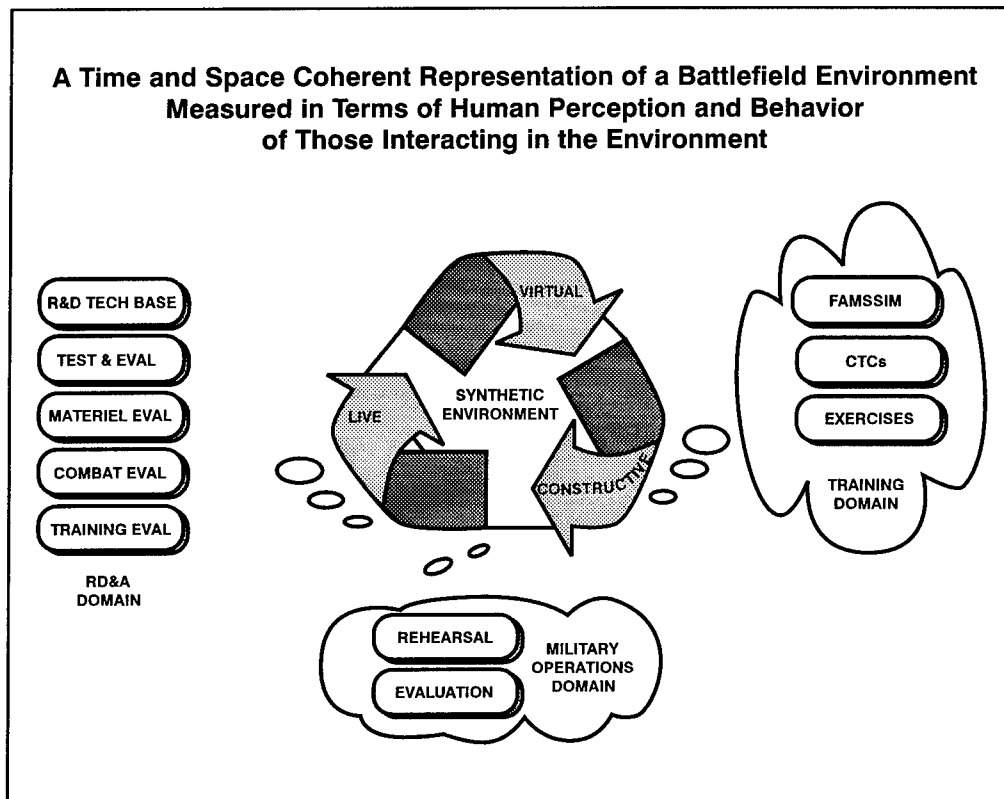 A Time and Space Coherent Representation of a Battlefield Environment
Measured in Terms of Human Perception and Behavior
of Those Interacting in the Environment
R&D TECH BASE
TEST & EVAL
MATERIEL EVAL
COMBAT EVAL
TRAINING EVAL
RD&A
DOMAIN
VIRTUAL
LIVE
SYNTHETIC
ENVIRONMENT
CONSTRUCTIVE
FAMSSIM
CTCs
EXERCISES
TRAINING
DOMAIN
REHEARSAL
EVALUATION
MILITARY
OPERATIONS
DOMAIN